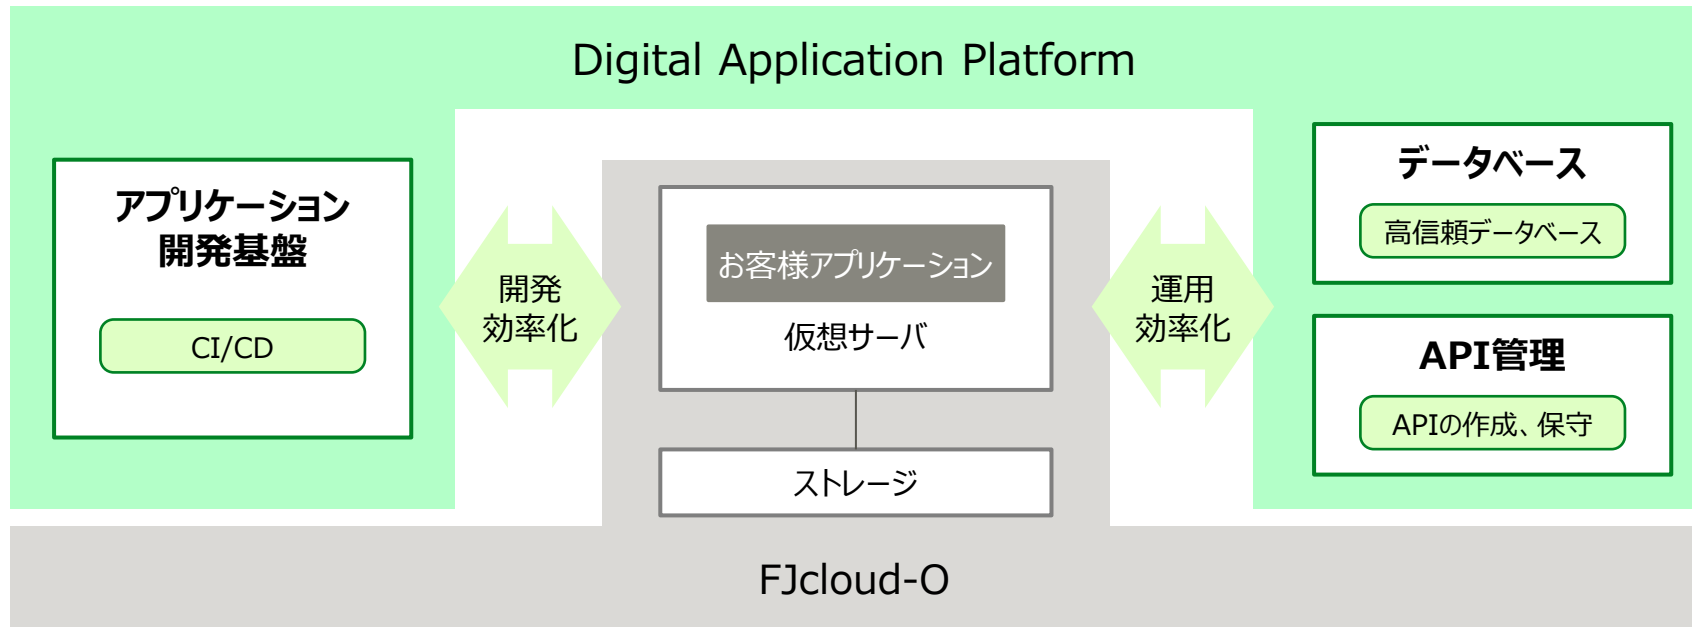 Digital Application Platform
アプリケーション
開発基盤
CI/CD
開発
効率化
お客様アプリケーション
仮想サーバ
ストレージ
運用
効率化
データベース
高信頼データベース
API管理
APIの作成、保守
FJcloud-O